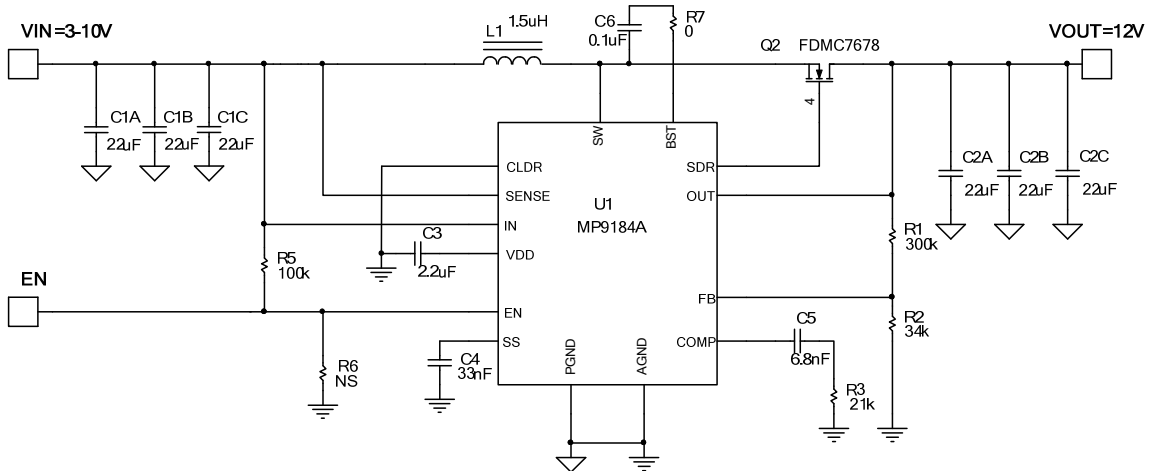 VIN=3-10V
L1
1.5uH
C6
0.1uF
R7
0
Q2
FDMC7678
VOUT=12V
4
C1A
22uF
C1B
22uF
C1C
22uF
SW
BST
CLDR
SDR
SENSE
OUT
C2A
22uF
C2B
22uF
C2C
22uF
U1
MP9184A
IN
C3
2.2uF
VDD
R1
300k
R5
100k
EN
EN
FB
R2
34k
SS
COMP
C5
6.8nF
R6
NS
C4
33nF
PGND
AGND
R3
21k